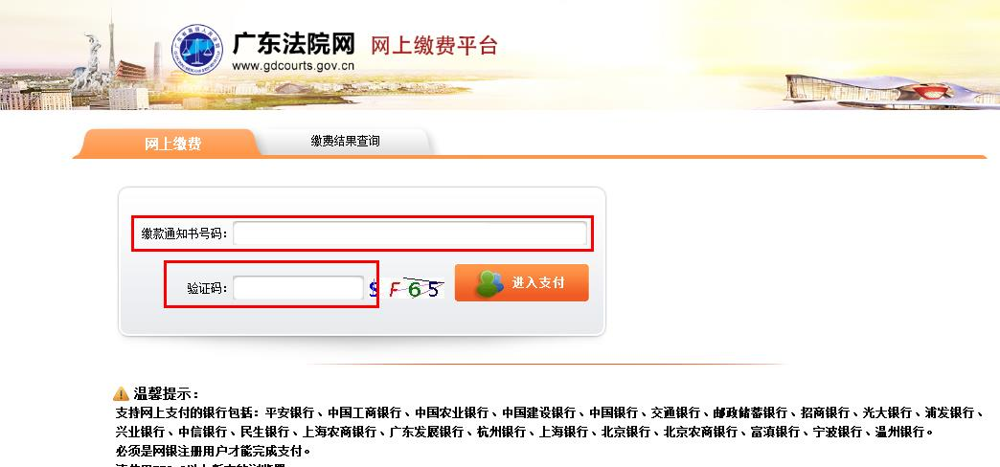 广东法院网 网上缴费平台
www.gdcourts.gov.cn
网上缴费 缴费结果查询
缴款通知书号码：
验证码： SF65 进入支付
温馨提示：
支持网上支付的银行包括：平安银行、中国工商银行、中国农业银行、中国建设银行、中国银行、交通银行、邮政储蓄银行、招商银行、光大银行、浦发银行、
兴业银行、中信银行、民生银行、上海农商银行、广东发展银行、杭州银行、上海银行、北京银行、北京农商银行、富滇银行、宁波银行、温州银行。
必须是网银注册用户才能完成支付。